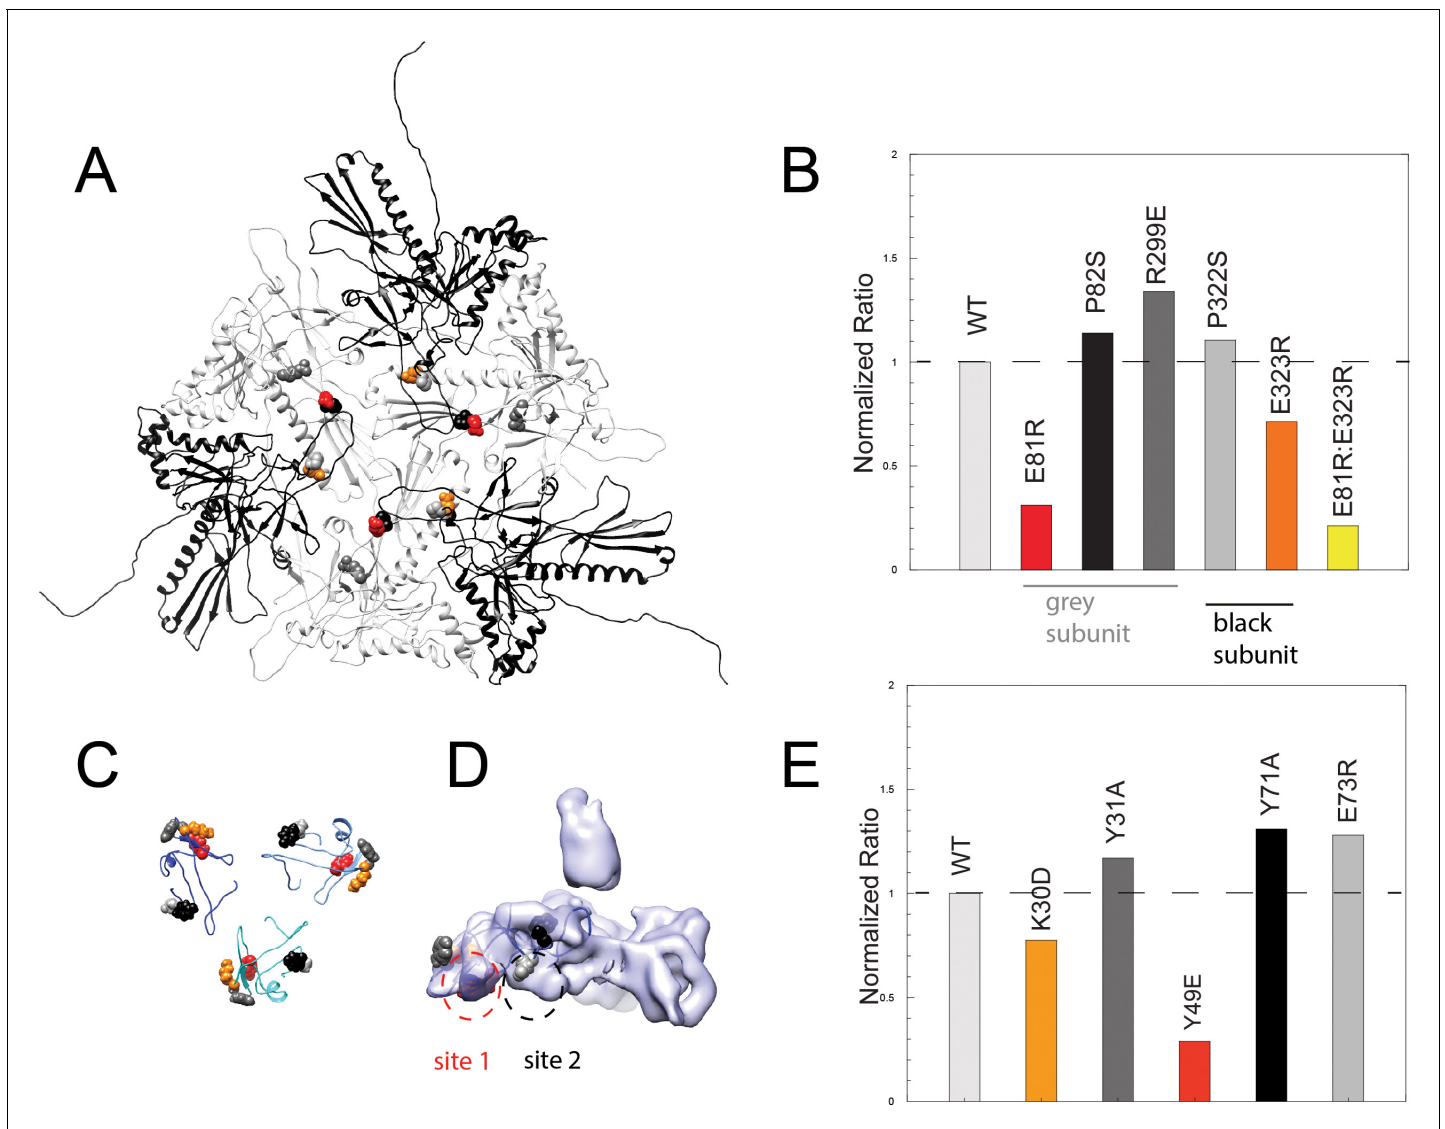 A
B
2
1.5
1
0.5
0
Normalized Ratio
WT
E81R
P82S
R299E
P322S
E323R
E81R:E323R
grey
subunit
black
subunit
C
D
site 1
site 2
E
2
1.5
1
0.5
0
Normalized Ratio
WT
K30D
Y31A
Y49E
Y71A
E73R